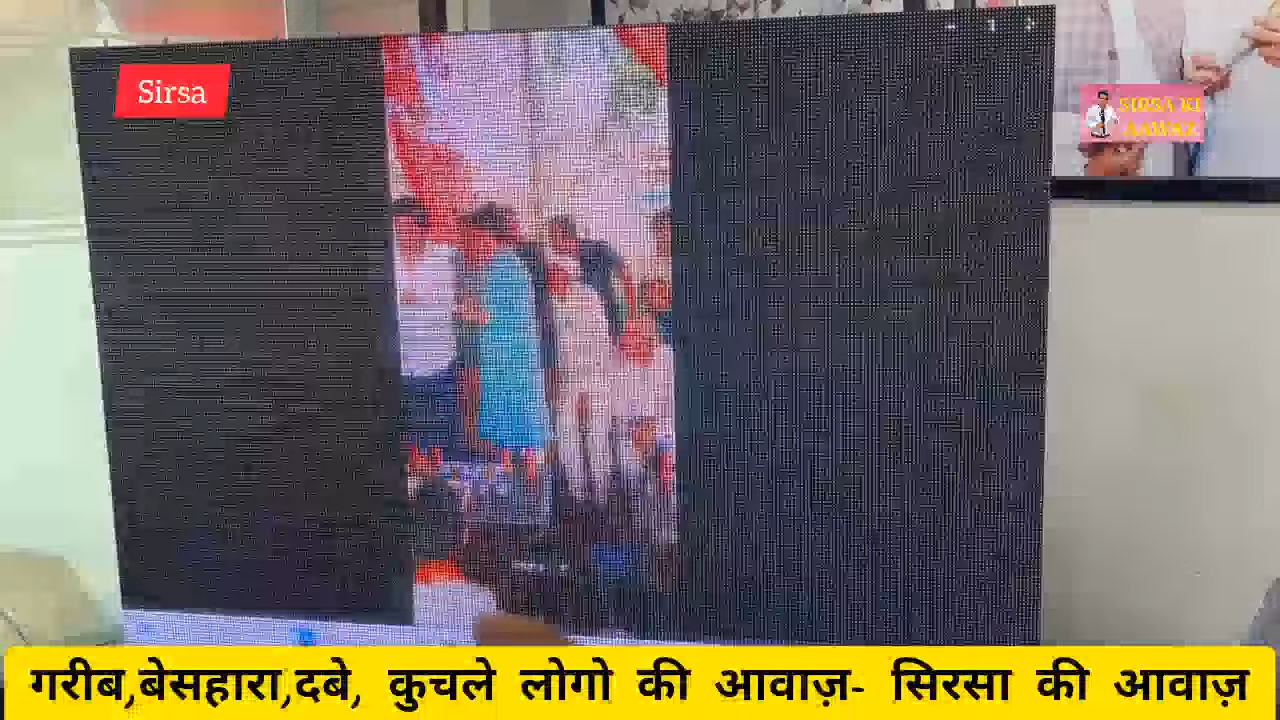 Sirsa
SIRSA KI
AAWAZ
गरीब,बेसहारा,दबे, कुचले लोगो की आवाज़- सिरसा की आवाज़